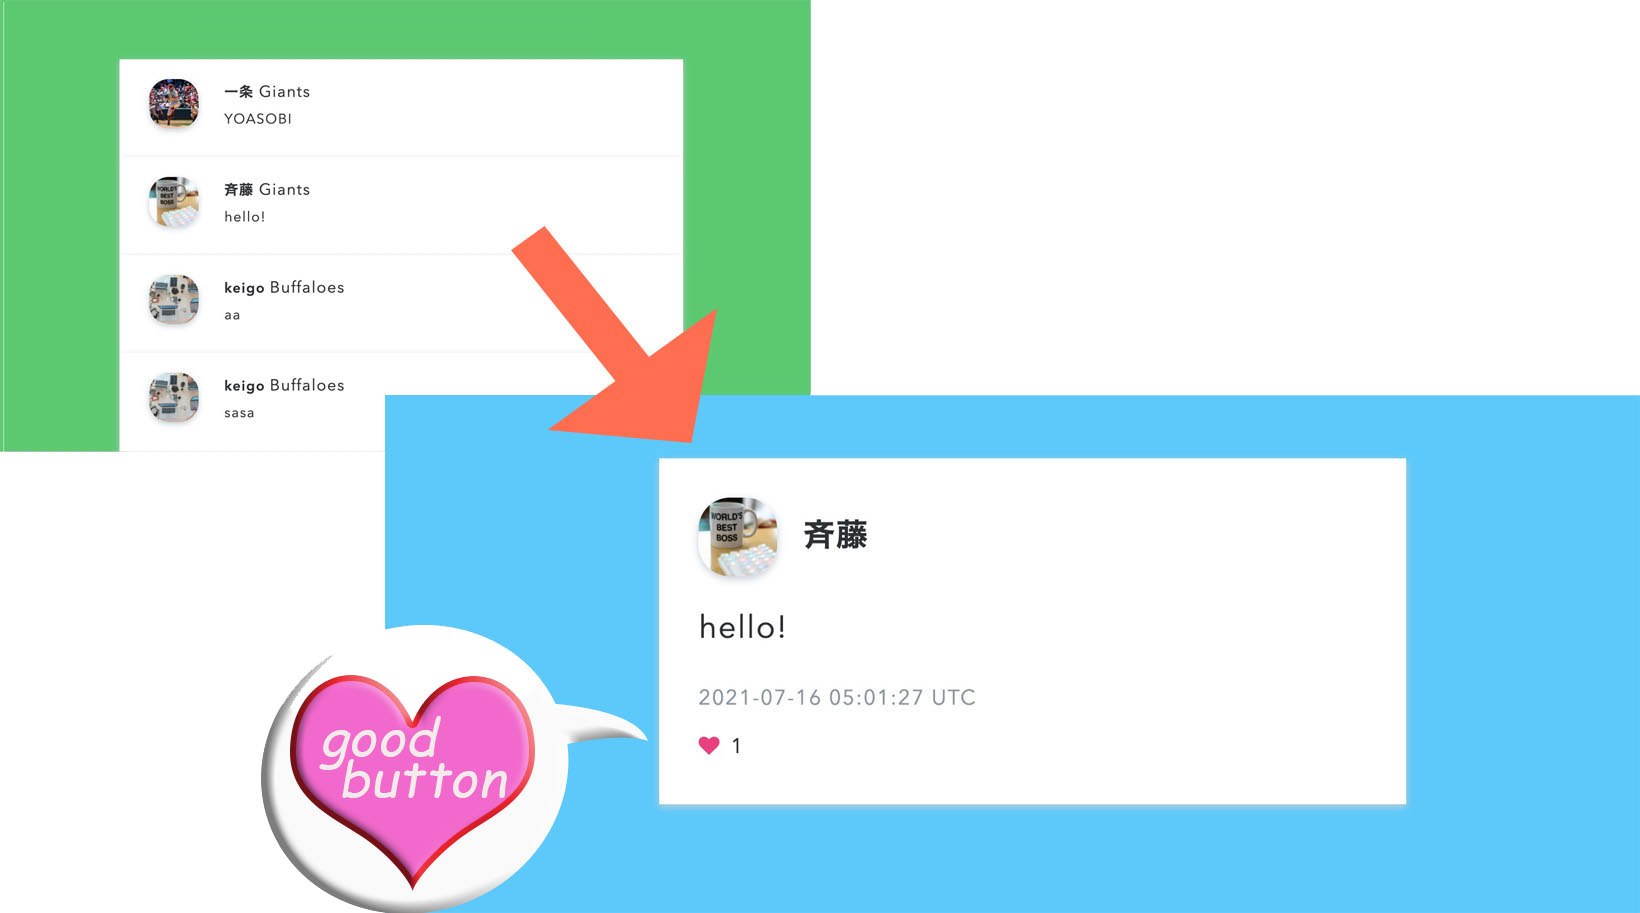 一条 Giants
YOASOBI
WORLD'S
BEST
BOSS
斉藤 Giants
hello!
keigo Buffaloes
aa
keigo Buffaloes
sasa
WORLD'S
BEST
BOSS
斉藤
hello!
2021-07-16 05:01:27 UTC
1
good
button